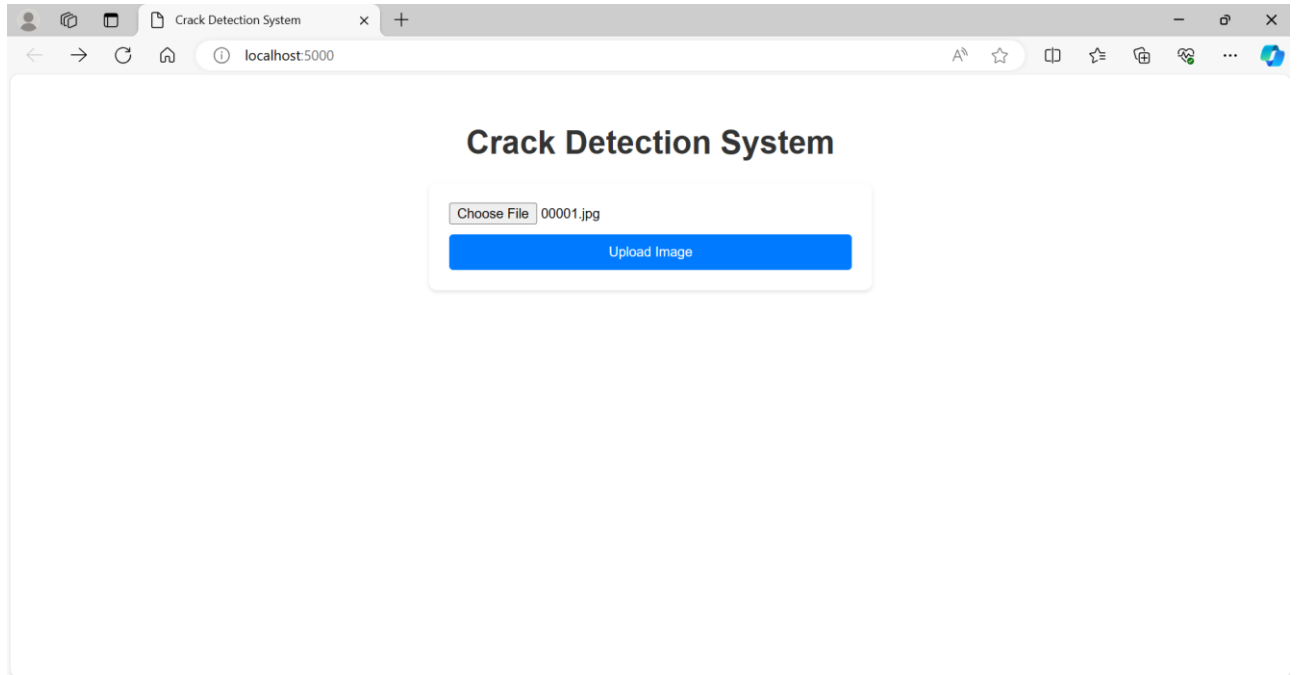 Crack Detection System
localhost:5000
Crack Detection System
Choose File 00001.jpg
Upload Image